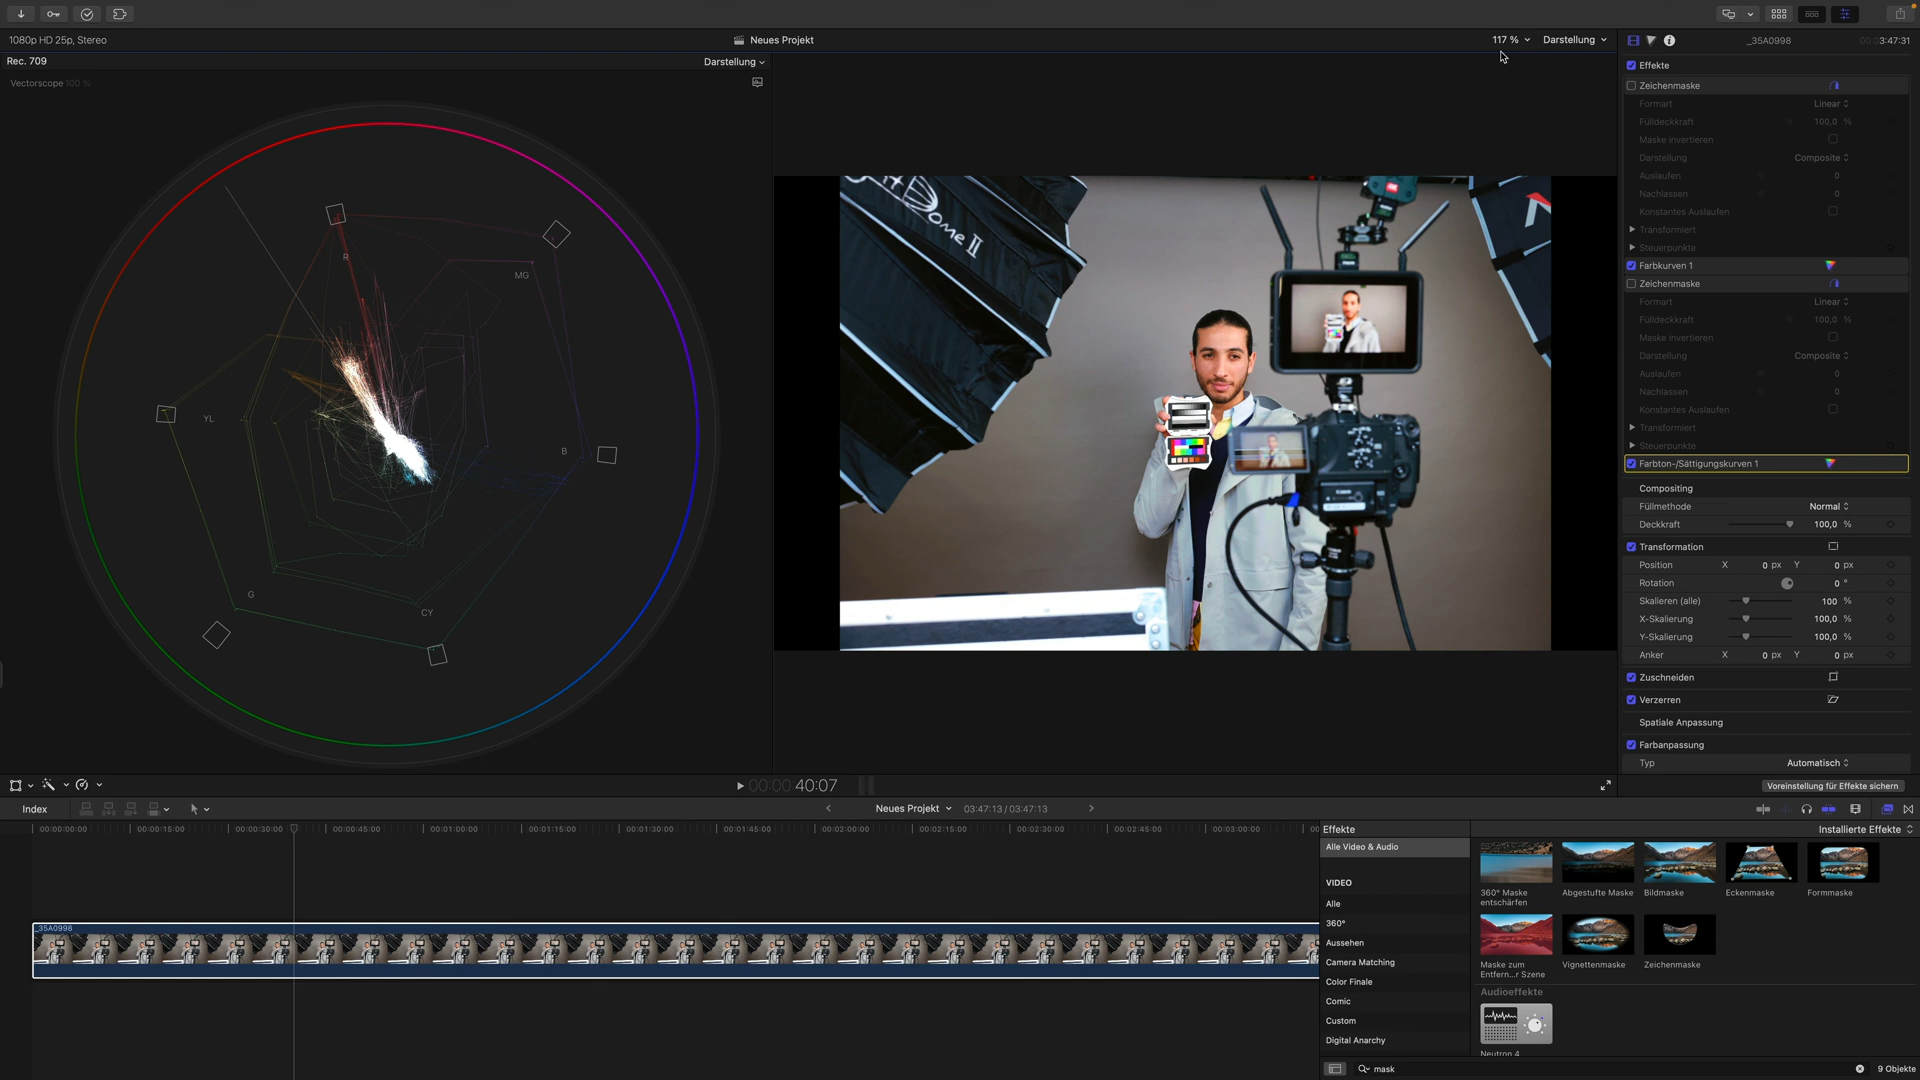 1080p HD 25p, Stereo
Neues Projekt
117 %
Darstellung
_35A0998
00:03:47:31
Rec. 709
Darstellung
Vectorscope 100 %
R
MG
YL
B
G
CY
Dome II
Canon
Effekte
Zeichenmaske
Formart
Linear
Fülldeckkraft
100,0 %
Maske invertieren
Darstellung
Composite
Auslaufen
0
Nachlassen
0
Konstantes Auslaufen
Transformiert
Steuerpunkte
Farbkurven 1
Zeichenmaske
Formart
Linear
Fülldeckkraft
100,0 %
Maske invertieren
Darstellung
Composite
Auslaufen
0
Nachlassen
0
Konstantes Auslaufen
Transformiert
Steuerpunkte
Farbton-/Sättigungskurven 1
Compositing
Füllmethode
Normal
Deckkraft
100,0 %
Transformation
Position X 0 px Y 0 px
Rotation
0 °
Skalieren (alle)
100 %
X-Skalierung
100,0 %
Y-Skalierung
100,0 %
Anker X 0 px Y 0 px
Zuschneiden
Verzerren
Spatiale Anpassung
Farbanpassung
Typ
Automatisch
Voreinstellung für Effekte sichern
00:00:40:07
Index
Neues Projekt
03:47:13 / 03:47:13
00:00:00:00
00:00:15:00
00:00:30:00
00:00:45:00
00:01:00:00
00:01:15:00
00:01:30:00
00:01:45:00
00:02:00:00
00:02:15:00
00:02:30:00
00:02:45:00
00:03:00:00
00
_35A0998
Effekte
Installierte Effekte
Alle Video & Audio
VIDEO
Alle
360°
Aussehen
Camera Matching
Color Finale
Comic
Custom
Digital Anarchy
360° Maske
entschärfen
Abgestufte Maske
Bildmaske
Eckenmaske
Formmaske
Maske zum
Entfern...r Szene
Vignettenmaske
Zeichenmaske
Audioeffekte
Neutron 4
mask
9 Objekte